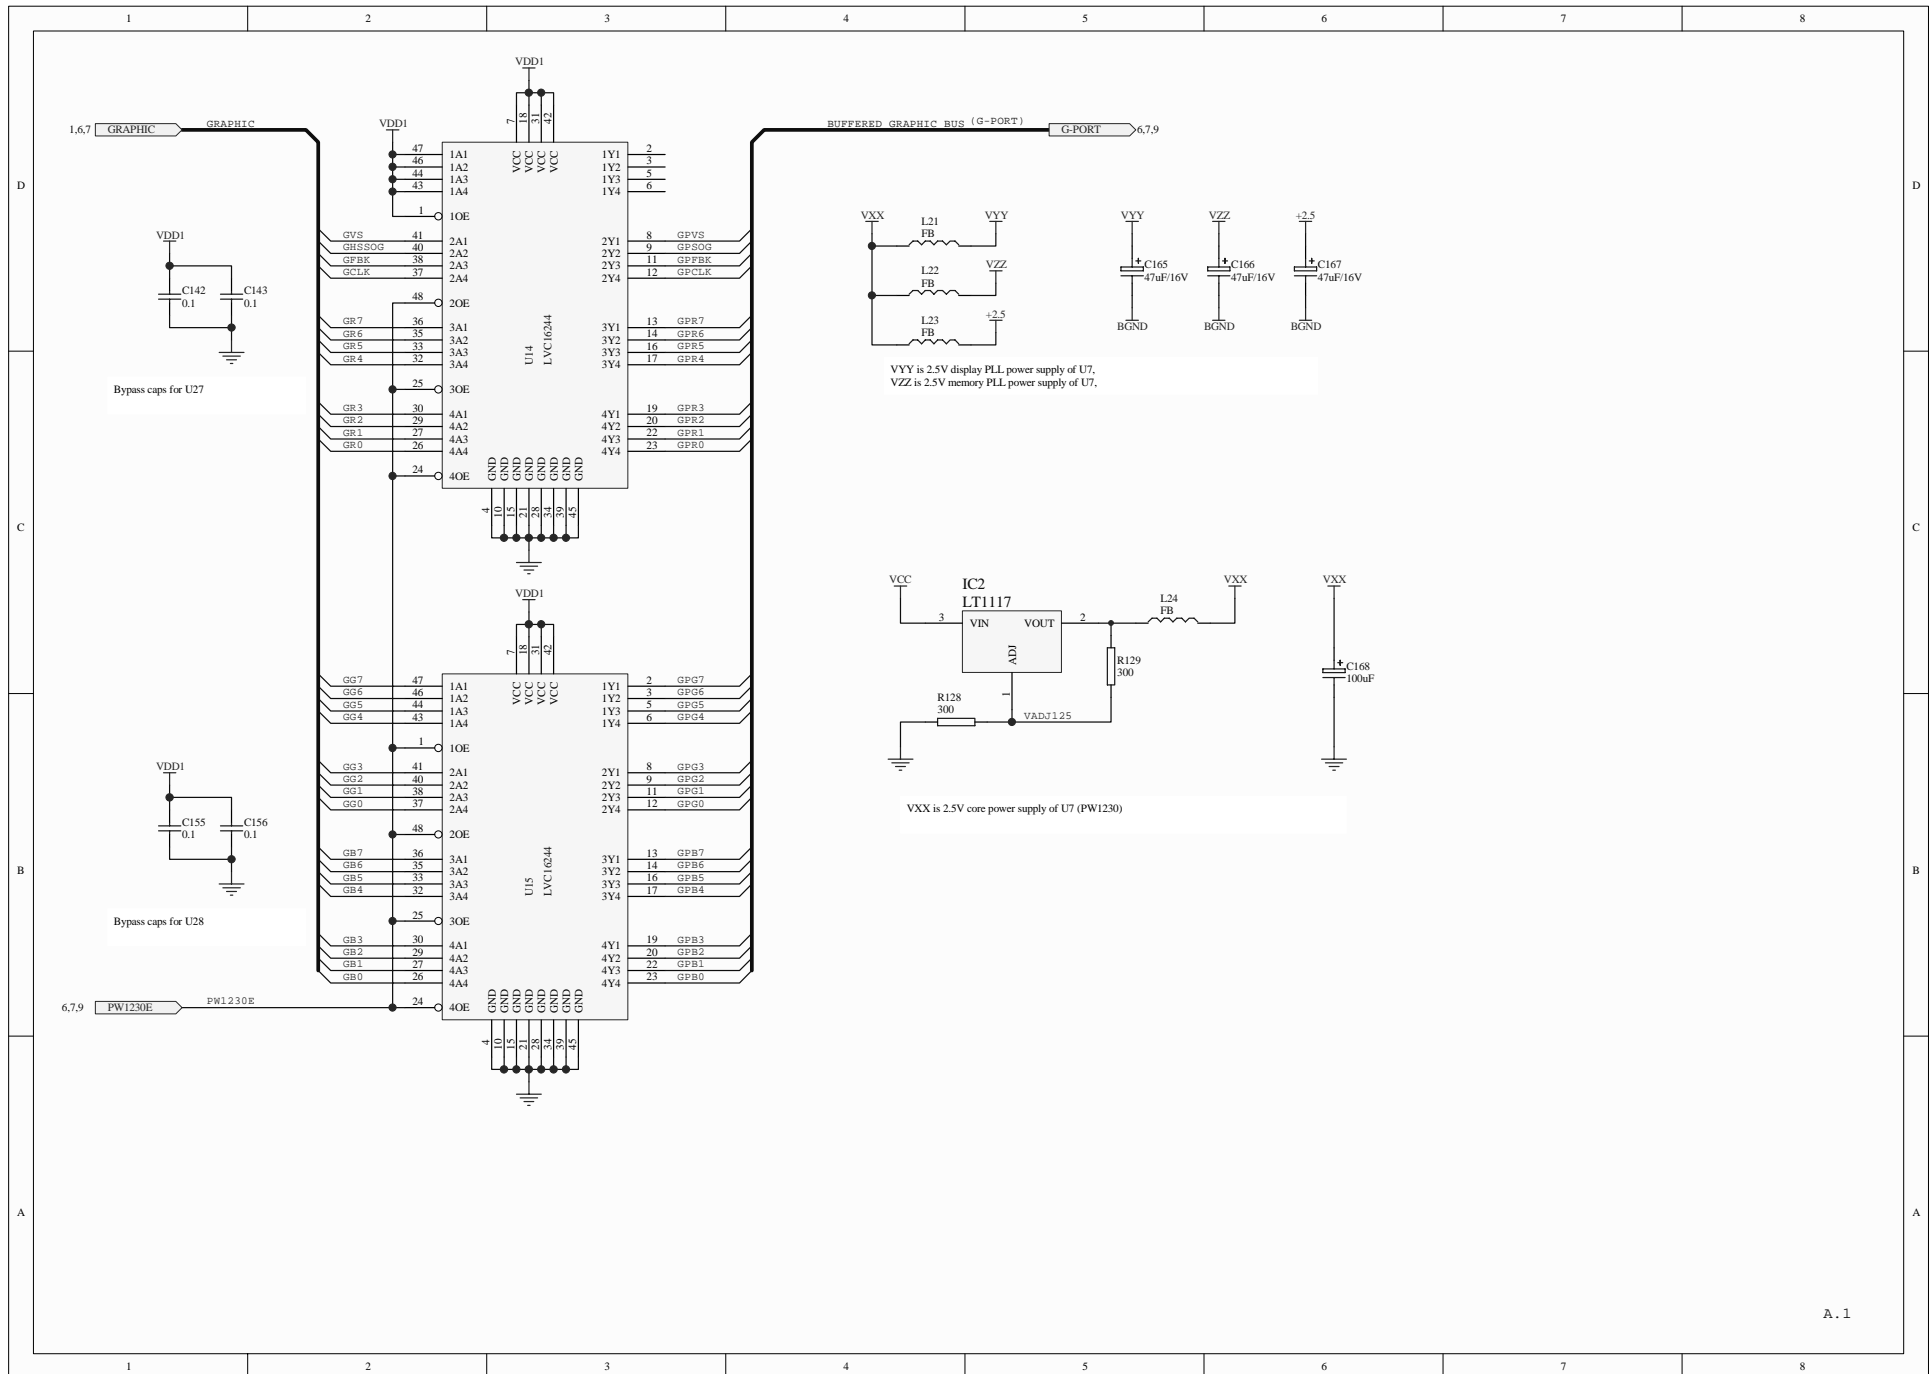 1 2 3 4 5 6 7 8
VDD1
7 18 31 42
VCC VCC VCC VCC
1,6,7 GRAPHIC GRAPHIC
VDD1
BUFFERED GRAPHIC BUS (G-PORT) G-PORT 6,7,9
47 1A1 1Y1 2
46 1A2 1Y2 3
44 1A3 1Y3 5
43 1A4 1Y4 6
D D
1 1OE
GVS 41 2A1 2Y1 8 GPVS
GHSSOG 40 2A2 2Y2 9 GPSOG
GFBK 38 2A3 2Y3 11 GPFBK
GCLK 37 2A4 2Y4 12 GPCLK
48 2OE
GR7 36 3A1 3Y1 13 GPR7
GR6 35 3A2 3Y2 14 GPR6
GR5 33 3A3 3Y3 16 GPR5
GR4 32 3A4 3Y4 17 GPR4
U14
LVC16244
25 3OE
GR3 30 4A1 4Y1 19 GPR3
GR2 29 4A2 4Y2 20 GPR2
GR1 27 4A3 4Y3 22 GPR1
GR0 26 4A4 4Y4 23 GPR0
24 4OE
GND GND GND GND GND GND GND GND
4 10 15 21 28 34 39 45
VDD1
C142
0.1
C143
0.1
Bypass caps for U27
VXX
L21
FB
VYY
L22
FB
VZZ
L23
FB
+2.5
VYY
C165
47uF/16V
BGND
VZZ
C166
47uF/16V
BGND
+2.5
C167
47uF/16V
BGND
VYY is 2.5V display PLL power supply of U7,
VZZ is 2.5V memory PLL power supply of U7,
C C
VCC
IC2
LT1117
3 VIN VOUT 2
ADJ
1
L24
FB
VXX
R129
300
R128
300
VADJ125
VXX
C168
100uF
VXX is 2.5V core power supply of U7 (PW1230)
VDD1
7 18 31 42
VCC VCC VCC VCC
GG7 47 1A1 1Y1 2 GPG7
GG6 46 1A2 1Y2 3 GPG6
GG5 44 1A3 1Y3 5 GPG5
GG4 43 1A4 1Y4 6 GPG4
1 1OE
GG3 41 2A1 2Y1 8 GPG3
GG2 40 2A2 2Y2 9 GPG2
GG1 38 2A3 2Y3 11 GPG1
GG0 37 2A4 2Y4 12 GPG0
48 2OE
GB7 36 3A1 3Y1 13 GPB7
GB6 35 3A2 3Y2 14 GPB6
GB5 33 3A3 3Y3 16 GPB5
GB4 32 3A4 3Y4 17 GPB4
U15
LVC16244
25 3OE
GB3 30 4A1 4Y1 19 GPB3
GB2 29 4A2 4Y2 20 GPB2
GB1 27 4A3 4Y3 22 GPB1
GB0 26 4A4 4Y4 23 GPB0
6,7,9 PW1230E PW1230E 24 4OE
GND GND GND GND GND GND GND GND
4 10 15 21 28 34 39 45
VDD1
C155
0.1
C156
0.1
Bypass caps for U28
B B
A A
A.1
1 2 3 4 5 6 7 8